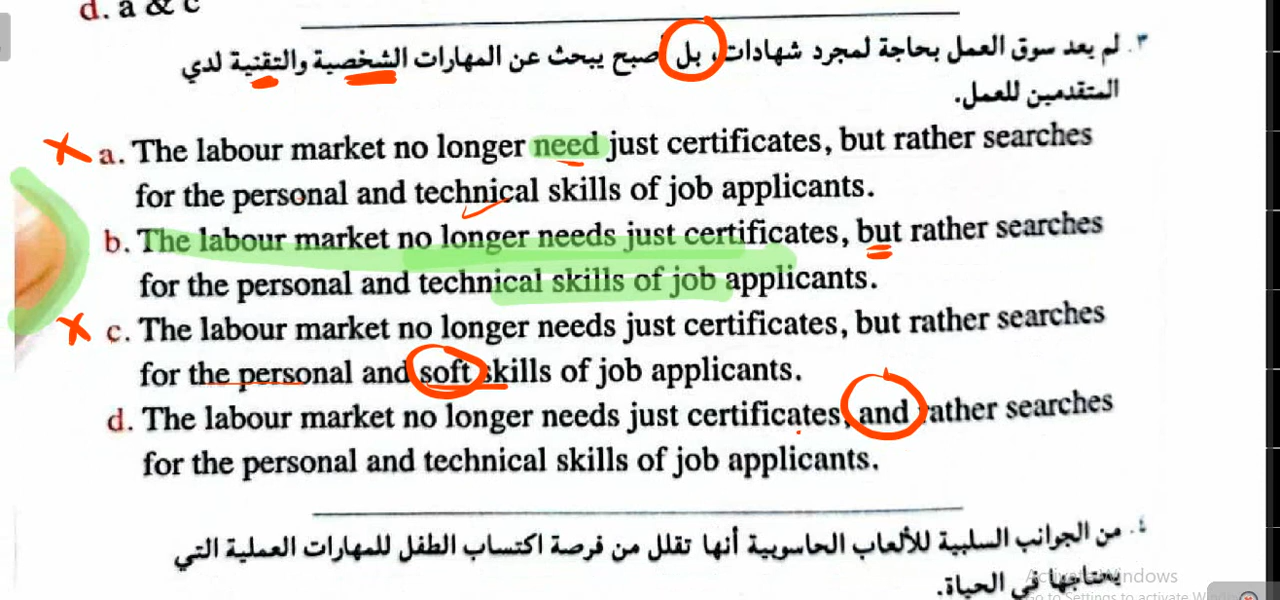 d. a & c
٣. لم يعد سوق العمل بحاجة لمجرد شهادات، بل أصبح يبحث عن المهارات الشخصية والتقنية لدي
المتقدمين للعمل.
a. The labour market no longer need just certificates, but rather searches
for the personal and technical skills of job applicants.
b. The labour market no longer needs just certificates, but rather searches
for the personal and technical skills of job applicants.
c. The labour market no longer needs just certificates, but rather searches
for the personal and soft skills of job applicants.
d. The labour market no longer needs just certificates, and rather searches
for the personal and technical skills of job applicants.
٤. من الجوانب السلبية للألعاب الحاسوبية أنها تقلل من فرصة اكتساب الطفل للمهارات العملية التي
يحتاجها في الحياة.
Activate Windows
Go to Settings to activate